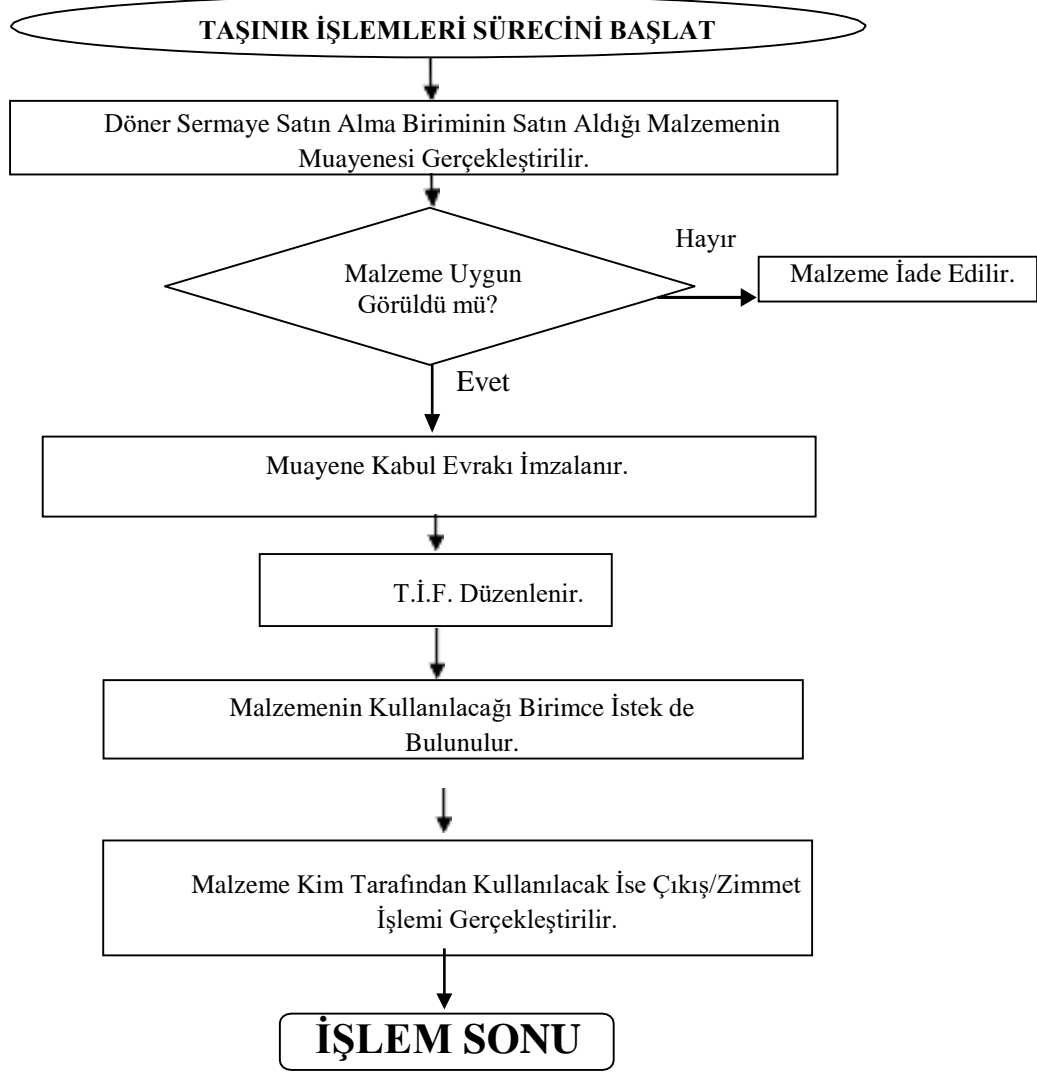 TAŞINIR İŞLEMLERİ SÜRECİNİ BAŞLAT
Döner Sermaye Satın Alma Biriminin Satın Aldığı Malzemenin
Muayenesi Gerçekleştirilir.
Hayır
Malzeme Uygun
Görüldü mü?
Malzeme İade Edilir.
Evet
Muayene Kabul Evrakı İmzalanır.
T.İ.F. Düzenlenir.
Malzemenin Kullanılacağı Birimce İstek de
Bulunulur.
Malzeme Kim Tarafından Kullanılacak İse Çıkış/Zimmet
İşlemi Gerçekleştirilir.
İŞLEM SONU